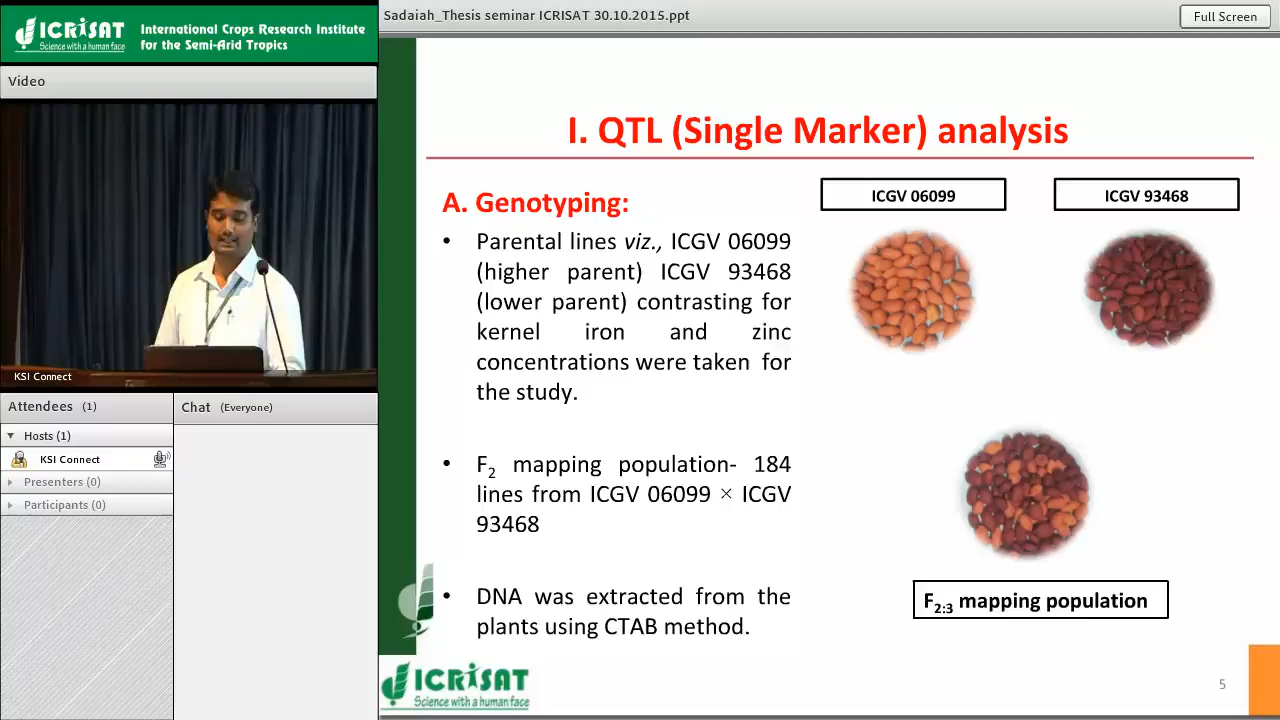 ICRISAT
Science with a human face
International Crops Research Institute
for the Semi-Arid Tropics
Sadaiah_Thesis seminar ICRISAT 30.10.2015.ppt
Full Screen
Video
KSI Connect
Attendees (1)
Hosts (1)
KSI Connect
Presenters (0)
Participants (0)
Chat (Everyone)
I. QTL (Single Marker) analysis
A. Genotyping:
• Parental lines viz., ICGV 06099
(higher parent) ICGV 93468
(lower parent) contrasting for
kernel iron and zinc
concentrations were taken for
the study.
• F2 mapping population- 184
lines from ICGV 06099 × ICGV
93468
• DNA was extracted from the
plants using CTAB method.
ICGV 06099
ICGV 93468
F2:3 mapping population
ICRISAT
Science with a human face
5